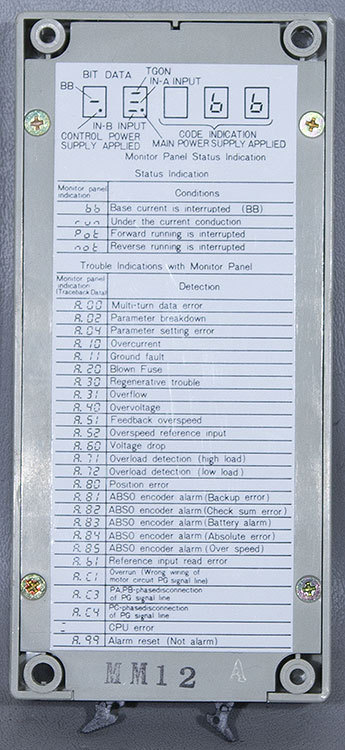 BIT DATA
TGON
IN-A INPUT
BB
b b
IN-B INPUT
CONTROL POWER
SUPPLY APPLIED
CODE INDICATION
MAIN POWER SUPPLY APPLIED
Monitor Panel Status Indication
Status Indication
Monitor panel
indication
Conditions
bb Base current is interrupted (BB)
run Under the current conduction
Pot Forward running is interrupted
not Reverse running is interrupted
Trouble Indications with Monitor Panel
Monitor panel
indication
(Traceback Data)
Detection
A.00 Multi-turn data error
A.02 Parameter breakdown
A.04 Parameter setting error
A.10 Overcurrent
A.11 Ground fault
A.20 Blown Fuse
A.30 Regenerative trouble
A.31 Overflow
A.40 Overvoltage
A.51 Feedback overspeed
A.52 Overspeed reference input
A.60 Voltage drop
A.71 Overload detection (high load)
A.72 Overload detection (low load)
A.80 Position error
A.81 ABSO encoder alarm (Backup error)
A.82 ABSO encoder alarm (Check sum error)
A.83 ABSO encoder alarm (Battery alarm)
A.84 ABSO encoder alarm (Absolute error)
A.85 ABSO encoder alarm (Over speed)
A.b1 Reference input read error
A.C1 Overrun (Wrong wiring of
motor circuit PG signal line)
A.C3 PA,PB-phasedisconnection
of PG signal line
A.C4 PC-phasedisconnection
of PG signal line
CPU error
A.99 Alarm reset (Not alarm)
MM12 A